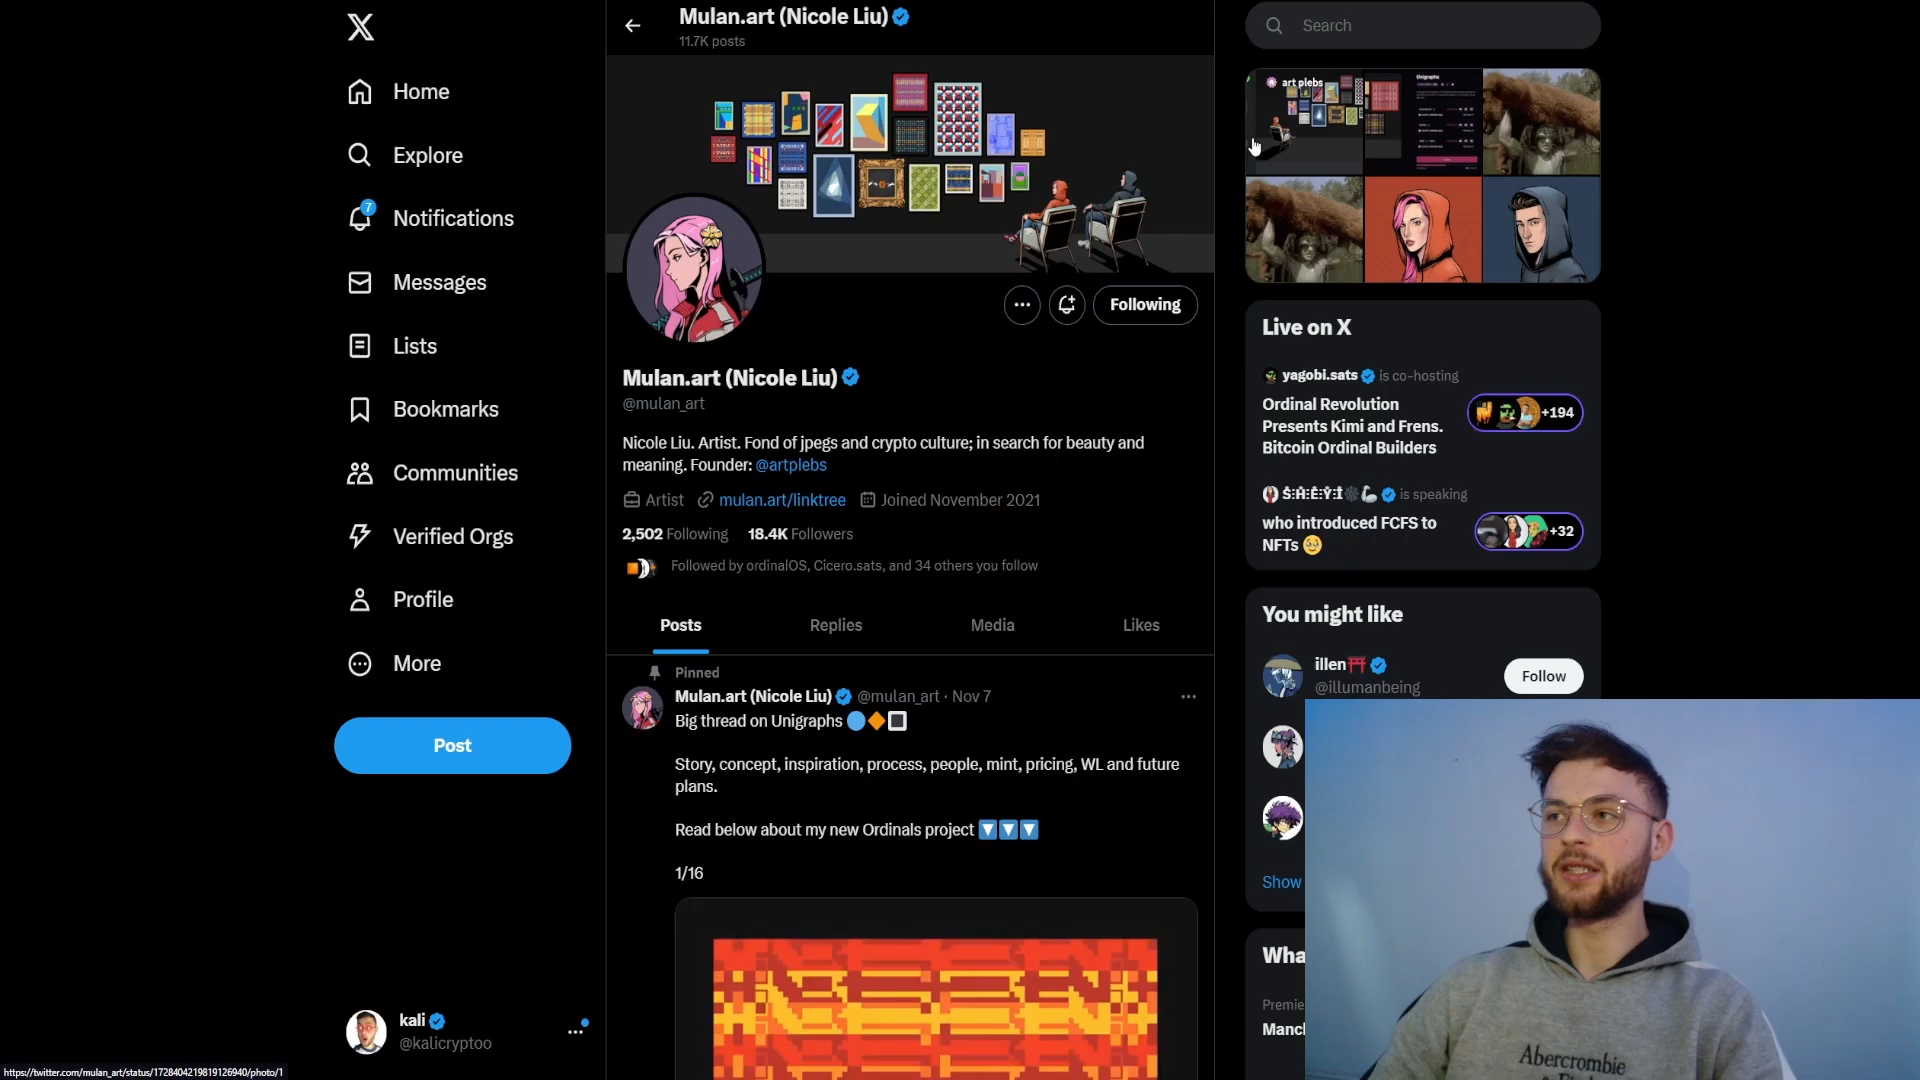 Mulan.art (Nicole Liu)
11.7K posts
Search
Home
Explore
7
Notifications
Messages
Lists
Bookmarks
Communities
Verified Orgs
Profile
More
Post
kali
@kalicryptoo
https://twitter.com/mulan_art/status/1728404219819126940/photo/1
Following
Mulan.art (Nicole Liu)
@mulan_art
Nicole Liu. Artist. Fond of jpegs and crypto culture; in search for beauty and
meaning. Founder: @artplebs
Artist mulan.art/linktree Joined November 2021
2,502 Following 18.4K Followers
Followed by ordinalOS, Cicero.sats, and 34 others you follow
Posts Replies Media Likes
Pinned
Mulan.art (Nicole Liu) @mulan_art · Nov 7
Big thread on Unigraphs
Story, concept, inspiration, process, people, mint, pricing, WL and future
plans.
Read below about my new Ordinals project
1/16
art plebs
Unigraphs
Live on X
yagobi.sats is co-hosting
Ordinal Revolution
Presents Kimi and Frens.
Bitcoin Ordinal Builders
+194
is speaking
who introduced FCFS to
NFTs
+32
You might like
illen
@illumanbeing
Follow
Show
Wha
Premie
Manch
Abercrombie